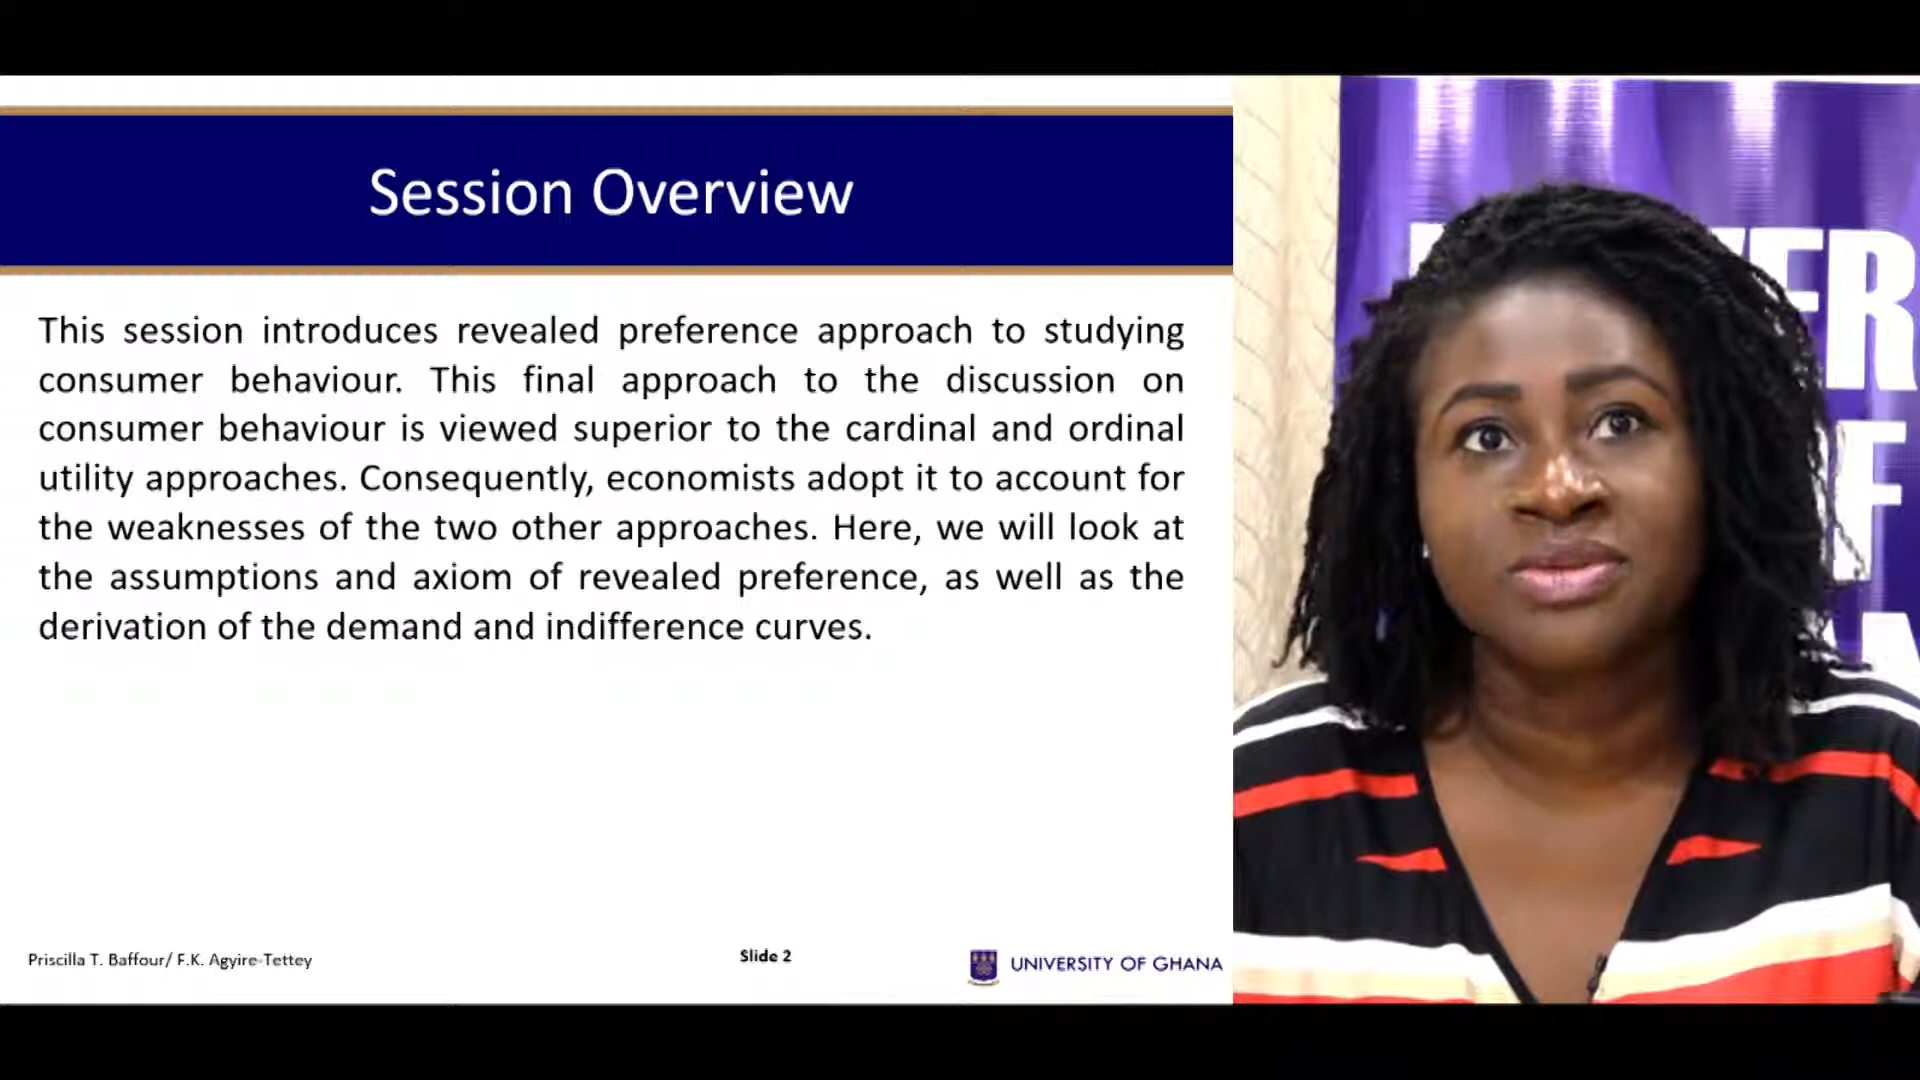 Session Overview
This session introduces revealed preference approach to studying
consumer behaviour. This final approach to the discussion on
consumer behaviour is viewed superior to the cardinal and ordinal
utility approaches. Consequently, economists adopt it to account for
the weaknesses of the two other approaches. Here, we will look at
the assumptions and axiom of revealed preference, as well as the
derivation of the demand and indifference curves.
Priscilla T. Baffour/ F.K. Agyire-Tettey
Slide 2
UNIVERSITY OF GHANA